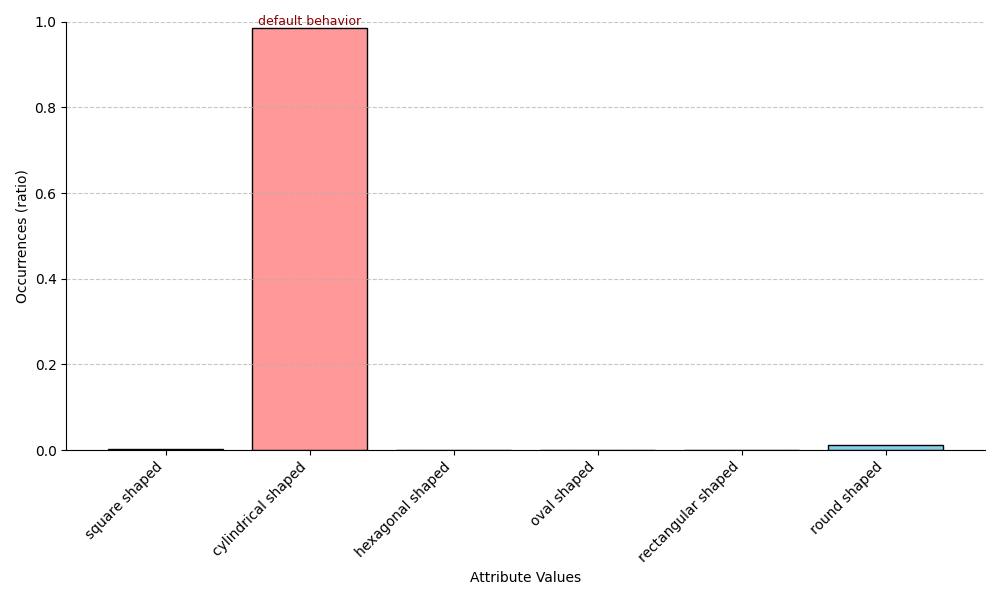 default behavior
1.0
0.8
0.6
0.4
0.2
0.0
Occurrences (ratio)
square shaped
cylindrical shaped
hexagonal shaped
oval shaped
rectangular shaped
round shaped
Attribute Values